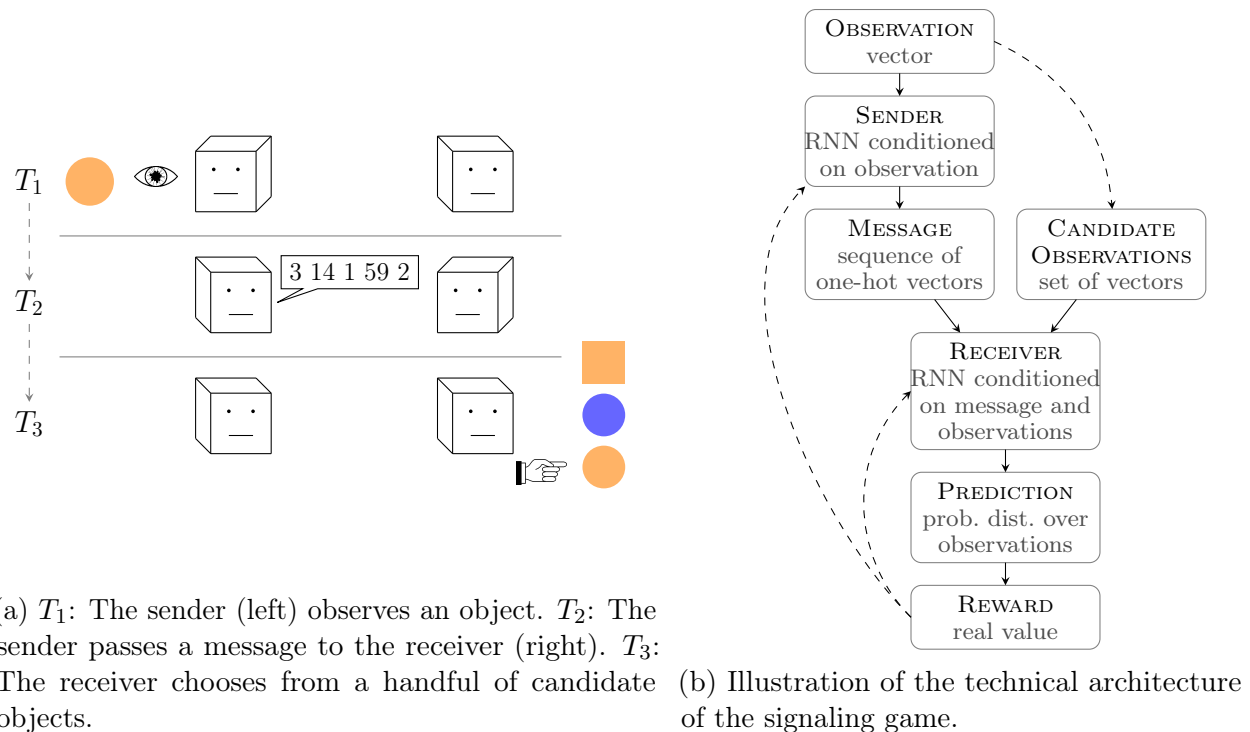 T1
3 14 1 59 2
T2
T3
(a) T1: The sender (left) observes an object. T2: The
sender passes a message to the receiver (right). T3:
The receiver chooses from a handful of candidate
objects.
OBSERVATION
vector
SENDER
RNN conditioned
on observation
MESSAGE
sequence of
one-hot vectors
CANDIDATE
OBSERVATIONS
set of vectors
RECEIVER
RNN conditioned
on message and
observations
PREDICTION
prob. dist. over
observations
REWARD
real value
(b) Illustration of the technical architecture
of the signaling game.